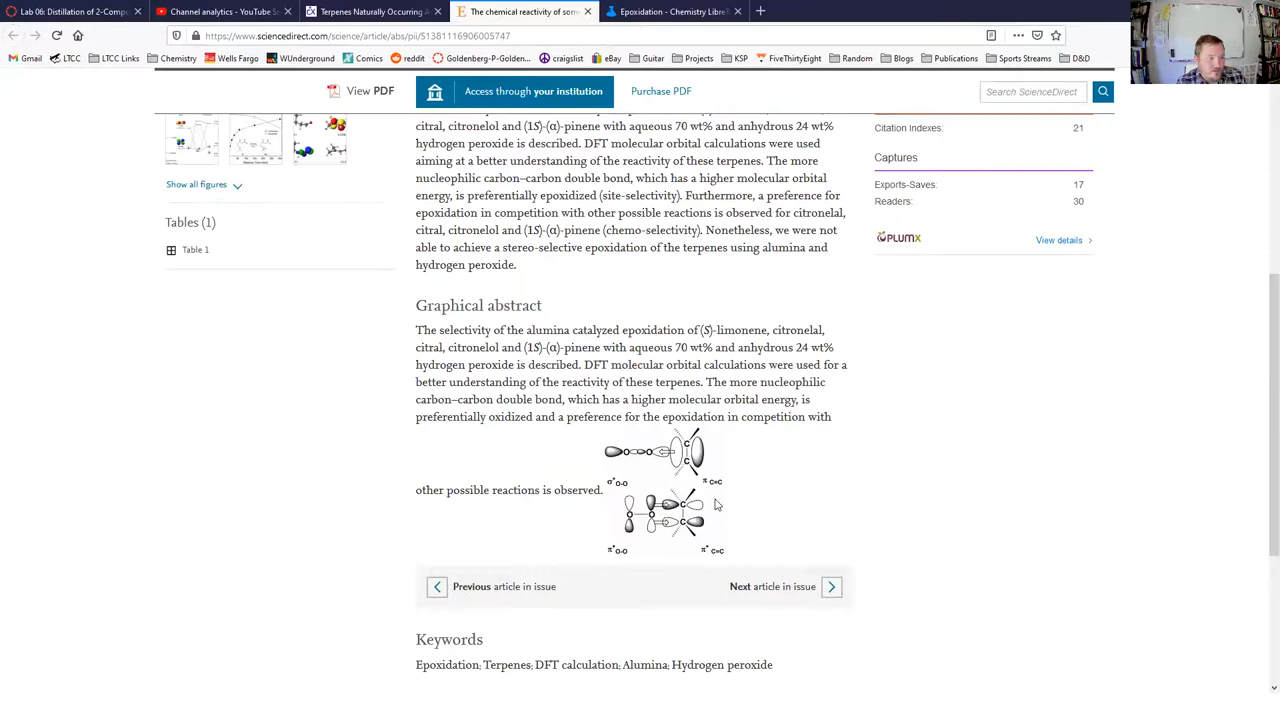 Lab 06: Distillation of 2-Comp
Channel analytics - YouTube S
Terpenes Naturally Occurring A
The chemical reactivity of som
Epoxidation - Chemistry LibreT
https://www.sciencedirect.com/science/article/abs/pii/S1381116906005747
Gmail
LTCC
LTCC Links
Chemistry
Wells Fargo
WUnderground
Comics
reddit
Goldenberg-P-Golden...
craigslist
eBay
Guitar
Projects
KSP
FiveThirtyEight
Random
Blogs
Publications
Sports Streams
D&D
View PDF
Access through your institution
Purchase PDF
Search ScienceDirect
citral, citronelol and (1S)-(α)-pinene with aqueous 70 wt% and anhydrous 24 wt%
hydrogen peroxide is described. DFT molecular orbital calculations were used
aiming at a better understanding of the reactivity of these terpenes. The more
nucleophilic carbon–carbon double bond, which has a higher molecular orbital
energy, is preferentially epoxidized (site-selectivity). Furthermore, a preference for
epoxidation in competition with other possible reactions is observed for citronelal,
citral, citronelol and (1S)-(α)-pinene (chemo-selectivity). Nonetheless, we were not
able to achieve a stereo-selective epoxidation of the terpenes using alumina and
hydrogen peroxide.
Show all figures
Tables (1)
Table 1
Citation Indexes: 21
Captures
Exports-Saves: 17
Readers: 30
PLUMX
View details
Graphical abstract
The selectivity of the alumina catalyzed epoxidation of (S)-limonene, citronelal,
citral, citronelol and (1S)-(α)-pinene with aqueous 70 wt% and anhydrous 24 wt%
hydrogen peroxide is described. DFT molecular orbital calculations were used for a
better understanding of the reactivity of these terpenes. The more nucleophilic
carbon–carbon double bond, which has a higher molecular orbital energy, is
preferentially oxidized and a preference for the epoxidation in competition with
other possible reactions is observed.
O O C C
σ*O-O π C=C
O O C C
π*O-O π* C=C
Previous article in issue
Next article in issue
Keywords
Epoxidation; Terpenes; DFT calculation; Alumina; Hydrogen peroxide